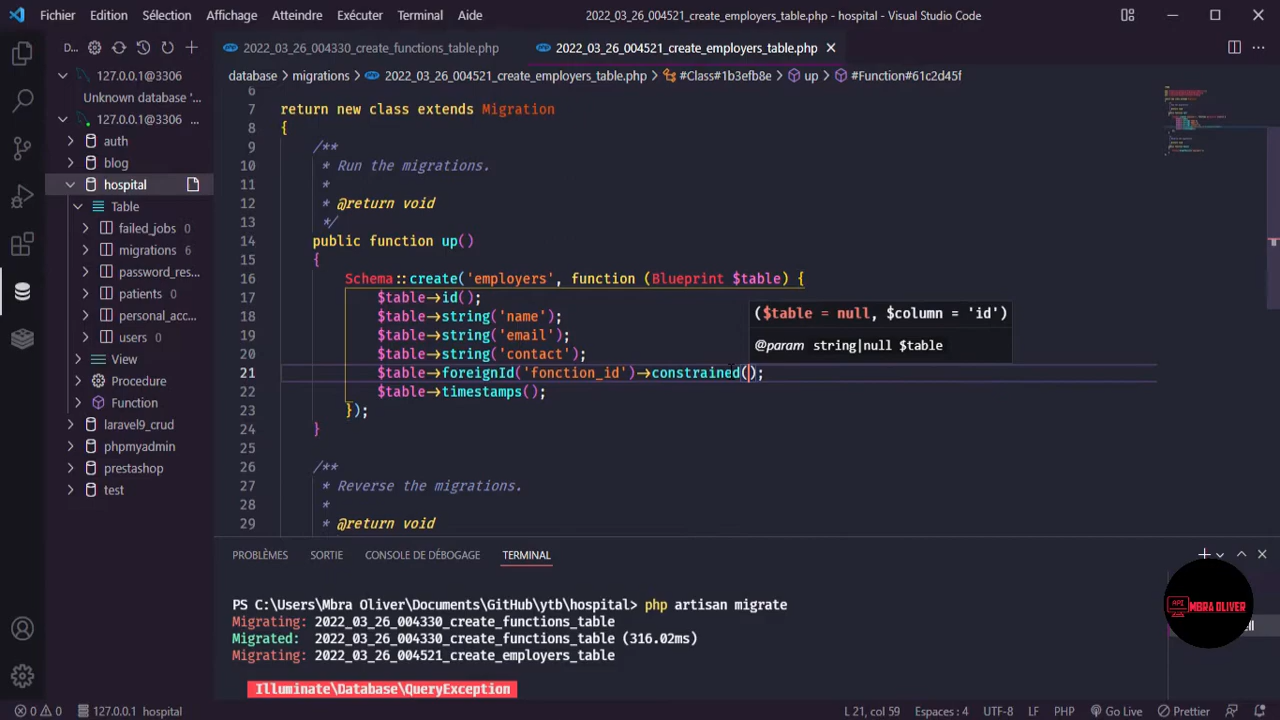 Fichier Edition Sélection Affichage Atteindre Exécuter Terminal Aide 2022_03_26_004521_create_employers_table.php - hospital - Visual Studio Code
D...
2022_03_26_004330_create_functions_table.php 2022_03_26_004521_create_employers_table.php
database > migrations > 2022_03_26_004521_create_employers_table.php > #Class#1b3efb8e > up > #Function#61c2d45f
127.0.0.1@3306
Unknown database '...
127.0.0.1@3306 ...
auth
blog
hospital
Table
failed_jobs 0
migrations 6
password_res...
patients 0
personal_acc...
users 0
View
Procedure
Function
laravel9_crud
phpmyadmin
prestashop
test
6
7 return new class extends Migration
8 {
9 /**
10 * Run the migrations.
11 *
12 * @return void
13 */
14 public function up()
15 {
16 Schema::create('employers', function (Blueprint $table) {
17 $table->id();
18 $table->string('name');
19 $table->string('email');
20 $table->string('contact');
21 $table->foreignId('fonction_id')->constrained();
22 $table->timestamps();
23 });
24 }
25
26 /**
27 * Reverse the migrations.
28 *
29 * @return void
($table = null, $column = 'id')
@param string|null $table
PROBLÈMES SORTIE CONSOLE DE DÉBOGAGE TERMINAL
PS C:\Users\Mbra Oliver\Documents\GitHub\ytb\hospital> php artisan migrate
Migrating: 2022_03_26_004330_create_functions_table
Migrated: 2022_03_26_004330_create_functions_table (316.02ms)
Migrating: 2022_03_26_004521_create_employers_table
Illuminate\Database\QueryException
API
MBRA OLIVER
0 0 127.0.0.1 hospital L 21, col 59 Espaces : 4 UTF-8 LF PHP Go Live Prettier